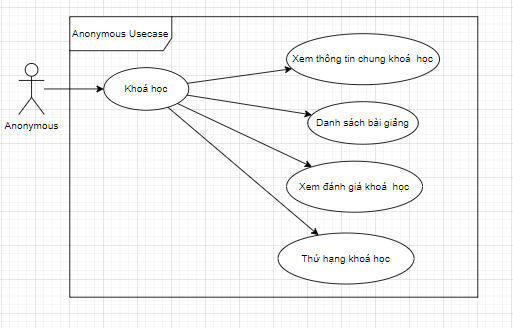 Anonymous Usecase
Xem thông tin chung khoá học
Khoá học
Anonymous
Danh sách bài giảng
Xem đánh giá khoá học
Thứ hạng khoá học